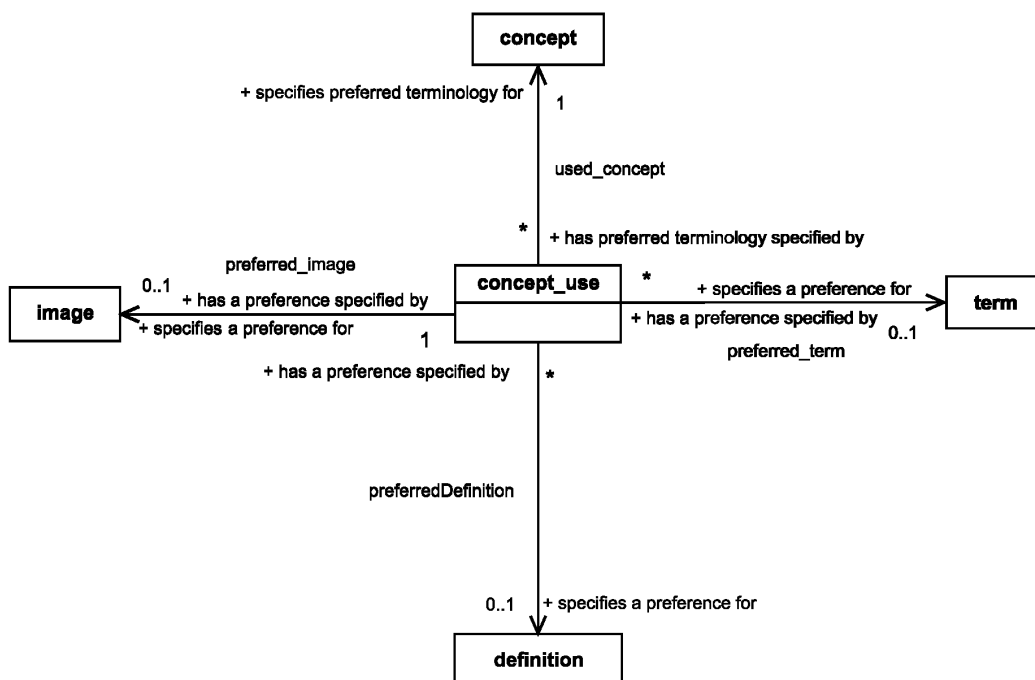 concept
+ specifies preferred terminology for
1
used_concept
*
+ has preferred terminology specified by
preferred_image
0..1
+ has a preference specified by
image
+ specifies a preference for
1
+ has a preference specified by
concept_use
*
+ specifies a preference for
term
+ has a preference specified by
0..1
preferred_term
*
preferredDefinition
0..1
+ specifies a preference for
definition